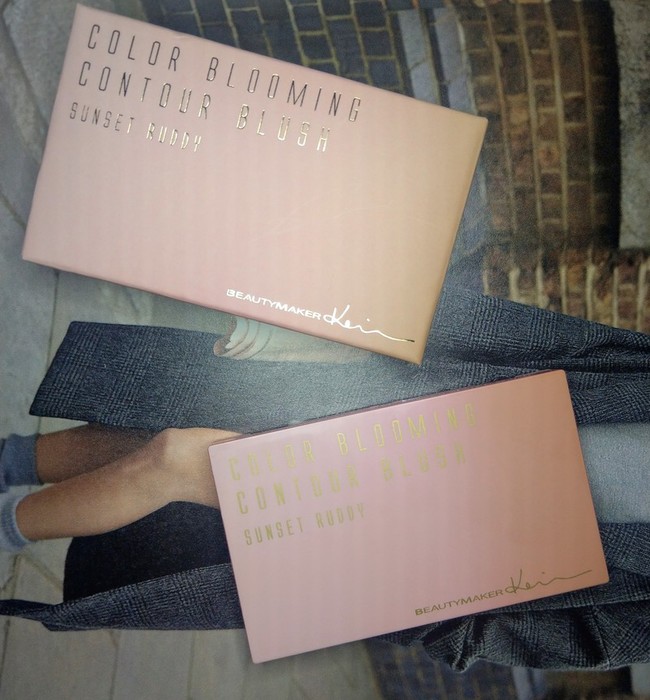 COLOR BLOOMING
CONTOUR BLUSH
SUNSET RUDDY
BEAUTYMAKER Kevin
COLOR BLOOMING
CONTOUR BLUSH
SUNSET RUDDY
BEAUTYMAKER Kevin